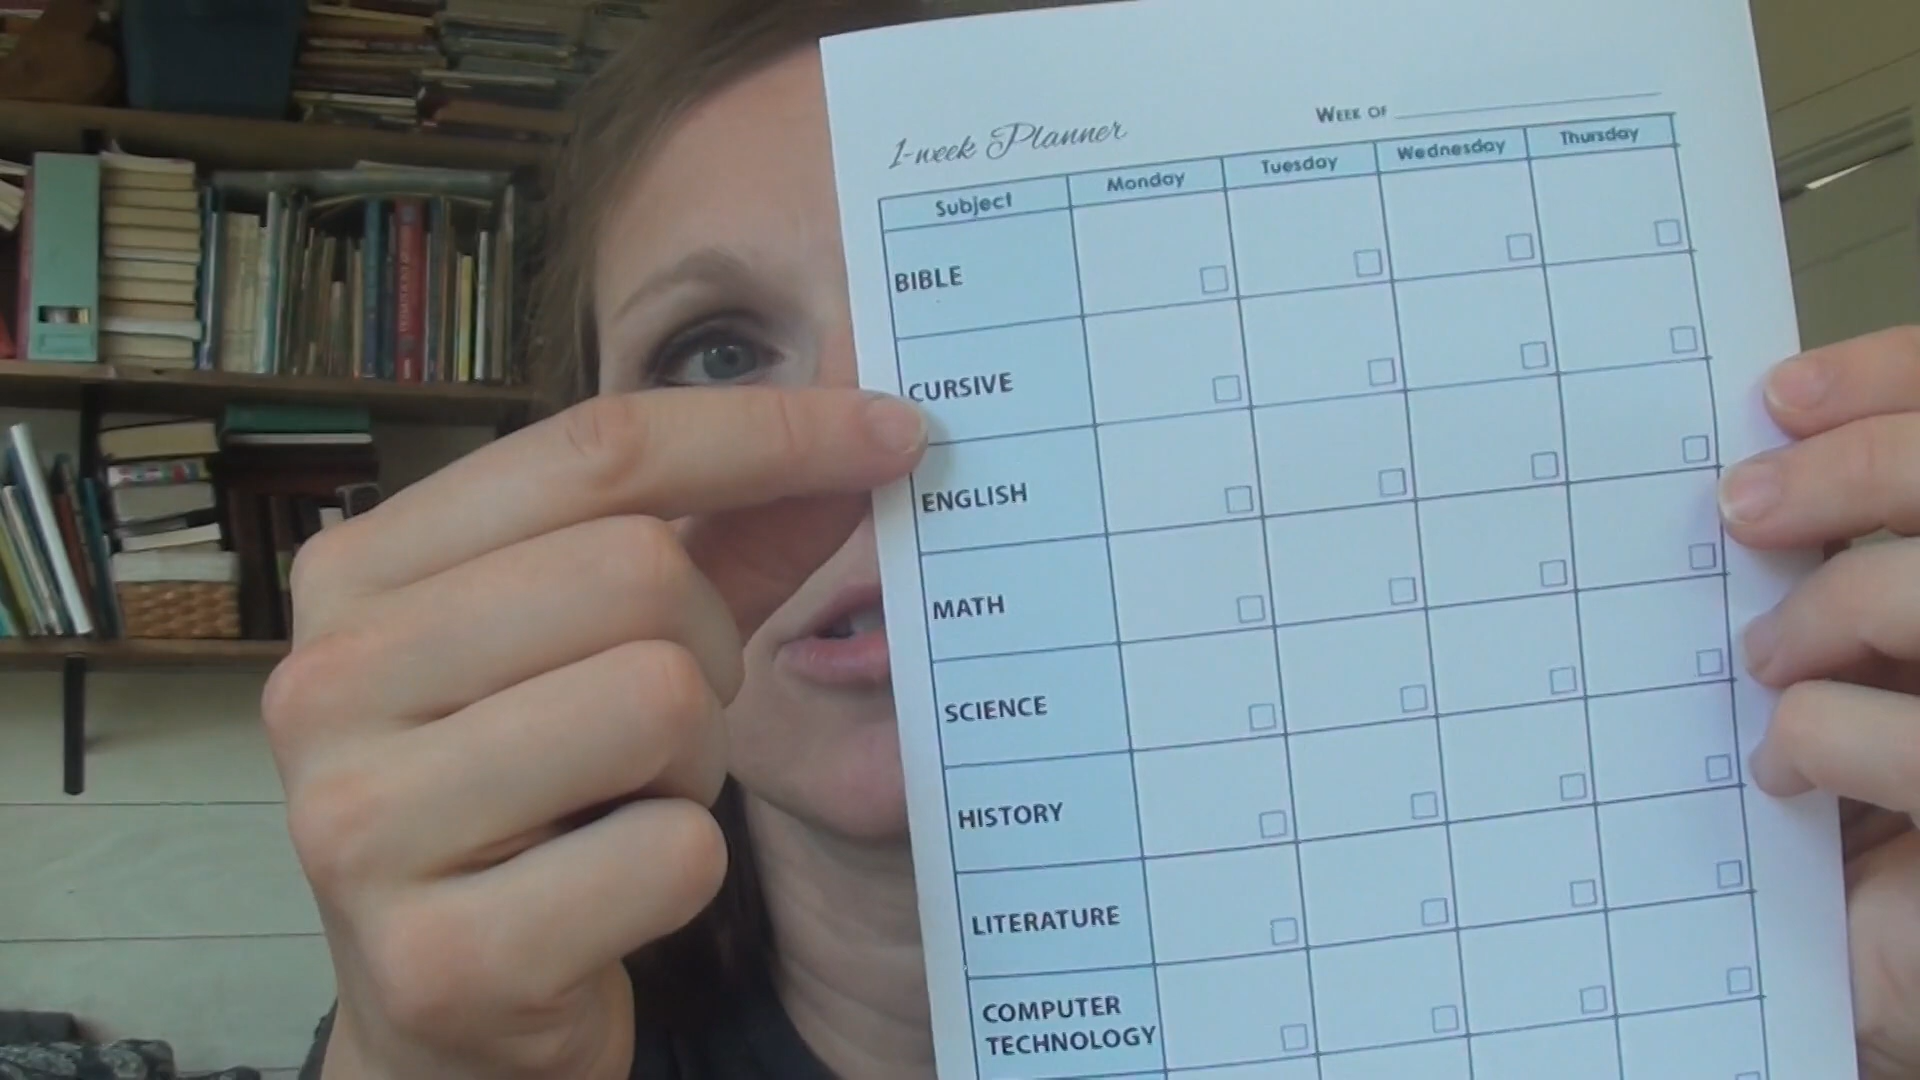 1-week Planner
WEEK OF
Subject Monday Tuesday Wednesday Thursday
BIBLE
CURSIVE
ENGLISH
MATH
SCIENCE
HISTORY
LITERATURE
COMPUTER
TECHNOLOGY